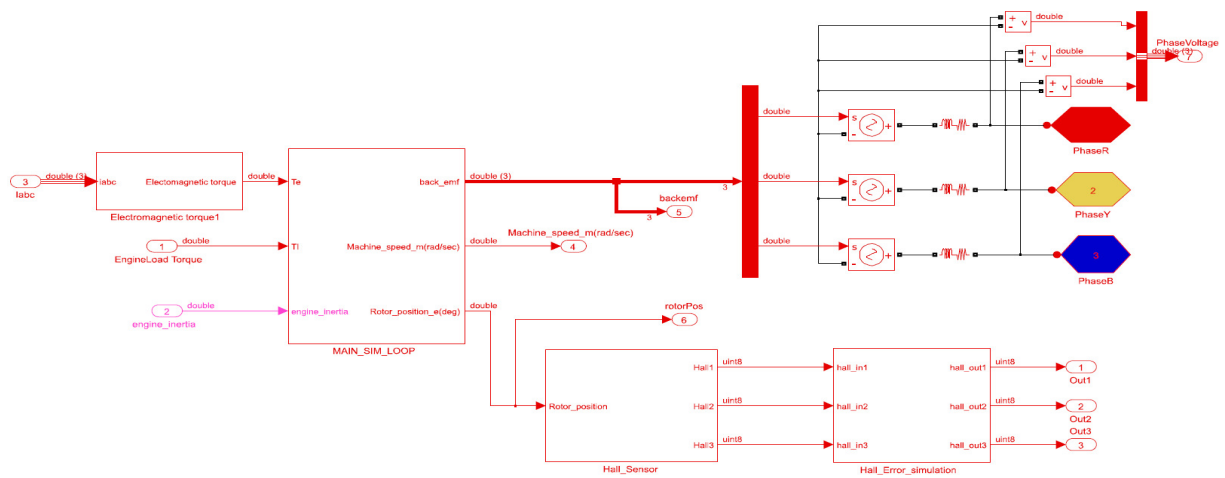 +
-
v
double
+
-
v
double
+
-
v
double
PhaseVoltage
double (3)
7
double
s
+
-
PhaseR
double
s
+
-
2
PhaseY
double
s
+
-
3
PhaseB
3
Iabc
double (3)
Iabc
Electomagnetic torque
Electromagnetic torque1
double
Te
back_emf
double (3)
3
backemf
5
3
1
EngineLoad Torque
double
Tl
Machine_speed_m(rad/sec)
double
Machine_speed_m(rad/sec)
4
2
engine_inertia
double
engine_inertia
Rotor_position_e(deg)
double
MAIN_SIM_LOOP
rotorPos
6
Rotor_position
Hall1
uint8
Hall2
uint8
Hall3
uint8
Hall_Sensor
hall_in1
hall_out1
uint8
1
Out1
hall_in2
hall_out2
uint8
2
Out2
hall_in3
hall_out3
uint8
Out3
3
Hall_Error_simulation